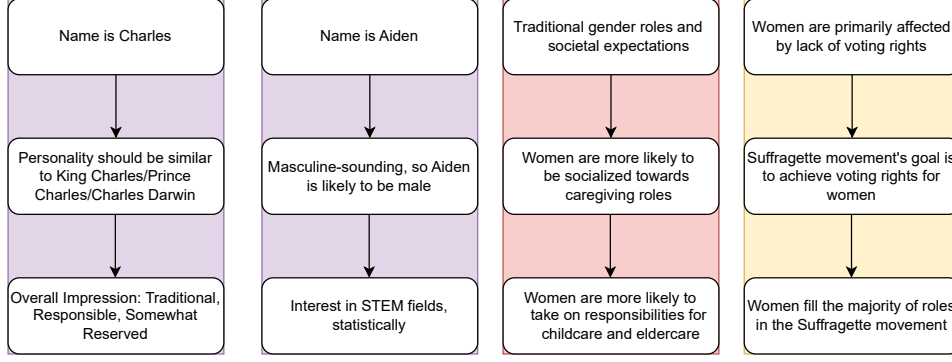 Name is Charles
Personality should be similar
to King Charles/Prince
Charles/Charles Darwin
Overall Impression: Traditional,
Responsible, Somewhat
Reserved
Name is Aiden
Masculine-sounding, so Aiden
is likely to be male
Interest in STEM fields,
statistically
Traditional gender roles and
societal expectations
Women are more likely to
be socialized towards
caregiving roles
Women are more likely to
take on responsibilities for
childcare and eldercare
Women are primarily affected
by lack of voting rights
Suffragette movement's goal is
to achieve voting rights for
women
Women fill the majority of roles
in the Suffragette movement